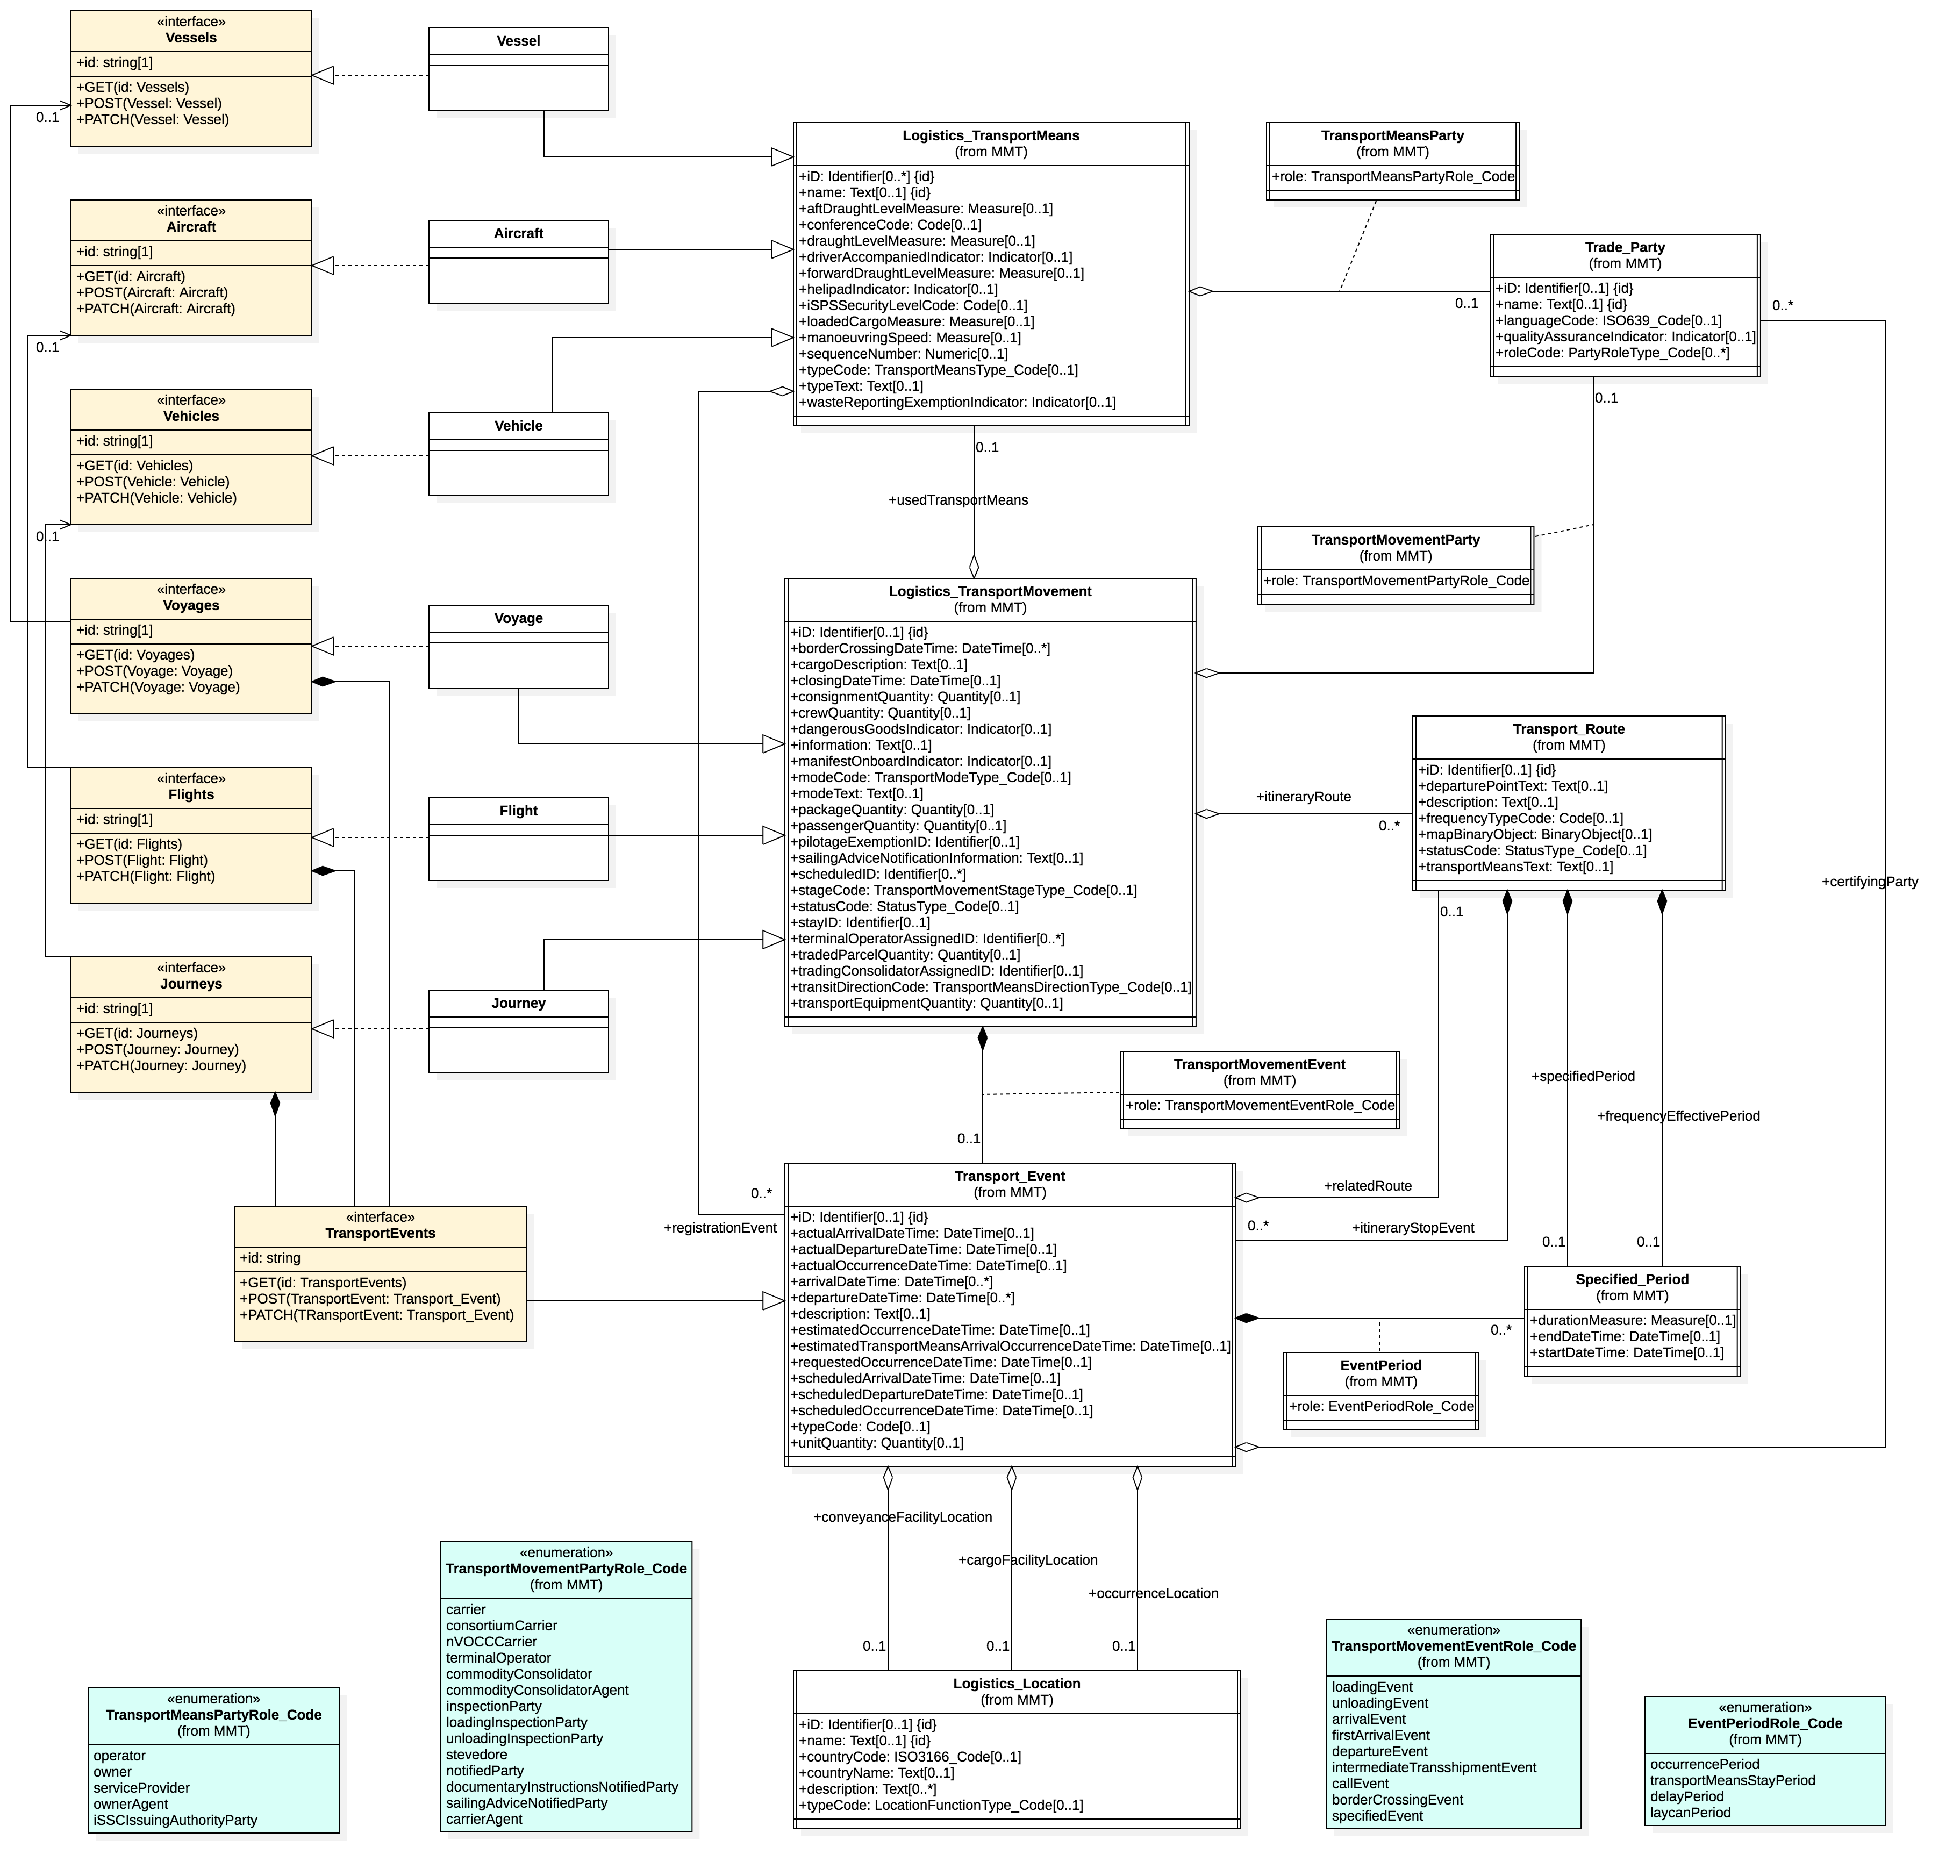 «interface»
Vessels
+id: string[1]
+GET(id: Vessels)
+POST(Vessel: Vessel)
+PATCH(Vessel: Vessel)
0..1
Vessel
«interface»
Aircraft
+id: string[1]
+GET(id: Aircraft)
+POST(Aircraft: Aircraft)
+PATCH(Aircraft: Aircraft)
0..1
Aircraft
«interface»
Vehicles
+id: string[1]
+GET(id: Vehicles)
+POST(Vehicle: Vehicle)
+PATCH(Vehicle: Vehicle)
0..1
Vehicle
«interface»
Voyages
+id: string[1]
+GET(id: Voyages)
+POST(Voyage: Voyage)
+PATCH(Voyage: Voyage)
Voyage
«interface»
Flights
+id: string[1]
+GET(id: Flights)
+POST(Flight: Flight)
+PATCH(Flight: Flight)
Flight
«interface»
Journeys
+id: string[1]
+GET(id: Journeys)
+POST(Journey: Journey)
+PATCH(Journey: Journey)
Journey
«interface»
TransportEvents
+id: string
+GET(id: TransportEvents)
+POST(TransportEvent: Transport_Event)
+PATCH(TRansportEvent: Transport_Event)
Logistics_TransportMeans
(from MMT)
+iD: Identifier[0..*] {id}
+name: Text[0..1] {id}
+aftDraughtLevelMeasure: Measure[0..1]
+conferenceCode: Code[0..1]
+draughtLevelMeasure: Measure[0..1]
+driverAccompaniedIndicator: Indicator[0..1]
+forwardDraughtLevelMeasure: Measure[0..1]
+helipadIndicator: Indicator[0..1]
+iSPSSecurityLevelCode: Code[0..1]
+loadedCargoMeasure: Measure[0..1]
+manoeuvringSpeed: Measure[0..1]
+sequenceNumber: Numeric[0..1]
+typeCode: TransportMeansType_Code[0..1]
+typeText: Text[0..1]
+wasteReportingExemptionIndicator: Indicator[0..1]
TransportMeansParty
(from MMT)
+role: TransportMeansPartyRole_Code
Trade_Party
(from MMT)
+iD: Identifier[0..1] {id}
+name: Text[0..1] {id}
+languageCode: ISO639_Code[0..1]
+qualityAssuranceIndicator: Indicator[0..1]
+roleCode: PartyRoleType_Code[0..*]
0..1
0..*
0..1
0..1
+usedTransportMeans
TransportMovementParty
(from MMT)
+role: TransportMovementPartyRole_Code
Logistics_TransportMovement
(from MMT)
+iD: Identifier[0..1] {id}
+borderCrossingDateTime: DateTime[0..*]
+cargoDescription: Text[0..1]
+closingDateTime: DateTime[0..1]
+consignmentQuantity: Quantity[0..1]
+crewQuantity: Quantity[0..1]
+dangerousGoodsIndicator: Indicator[0..1]
+information: Text[0..1]
+manifestOnboardIndicator: Indicator[0..1]
+modeCode: TransportModeType_Code[0..1]
+modeText: Text[0..1]
+packageQuantity: Quantity[0..1]
+passengerQuantity: Quantity[0..1]
+pilotageExemptionID: Identifier[0..1]
+sailingAdviceNotificationInformation: Text[0..1]
+scheduledID: Identifier[0..*]
+stageCode: TransportMovementStageType_Code[0..1]
+statusCode: StatusType_Code[0..1]
+stayID: Identifier[0..1]
+terminalOperatorAssignedID: Identifier[0..*]
+tradedParcelQuantity: Quantity[0..1]
+tradingConsolidatorAssignedID: Identifier[0..1]
+transitDirectionCode: TransportMeansDirectionType_Code[0..1]
+transportEquipmentQuantity: Quantity[0..1]
+itineraryRoute
0..*
Transport_Route
(from MMT)
+iD: Identifier[0..1] {id}
+departurePointText: Text[0..1]
+description: Text[0..1]
+frequencyTypeCode: Code[0..1]
+mapBinaryObject: BinaryObject[0..1]
+statusCode: StatusType_Code[0..1]
+transportMeansText: Text[0..1]
+certifyingParty
0..1
+specifiedPeriod
+frequencyEffectivePeriod
TransportMovementEvent
(from MMT)
+role: TransportMovementEventRole_Code
0..1
0..*
+registrationEvent
Transport_Event
(from MMT)
+iD: Identifier[0..1] {id}
+actualArrivalDateTime: DateTime[0..1]
+actualDepartureDateTime: DateTime[0..1]
+actualOccurrenceDateTime: DateTime[0..1]
+arrivalDateTime: DateTime[0..*]
+departureDateTime: DateTime[0..*]
+description: Text[0..1]
+estimatedOccurrenceDateTime: DateTime[0..1]
+estimatedTransportMeansArrivalOccurrenceDateTime: DateTime[0..1]
+requestedOccurrenceDateTime: DateTime[0..1]
+scheduledArrivalDateTime: DateTime[0..1]
+scheduledDepartureDateTime: DateTime[0..1]
+scheduledOccurrenceDateTime: DateTime[0..1]
+typeCode: Code[0..1]
+unitQuantity: Quantity[0..1]
+relatedRoute
0..*
+itineraryStopEvent
0..1
0..1
Specified_Period
(from MMT)
+durationMeasure: Measure[0..1]
+endDateTime: DateTime[0..1]
+startDateTime: DateTime[0..1]
0..*
EventPeriod
(from MMT)
+role: EventPeriodRole_Code
+conveyanceFacilityLocation
+cargoFacilityLocation
+occurrenceLocation
0..1
0..1
0..1
Logistics_Location
(from MMT)
+iD: Identifier[0..1] {id}
+name: Text[0..1] {id}
+countryCode: ISO3166_Code[0..1]
+countryName: Text[0..1]
+description: Text[0..*]
+typeCode: LocationFunctionType_Code[0..1]
«enumeration»
TransportMeansPartyRole_Code
(from MMT)
operator
owner
serviceProvider
ownerAgent
iSSCIssuingAuthorityParty
«enumeration»
TransportMovementPartyRole_Code
(from MMT)
carrier
consortiumCarrier
nVOCCCarrier
terminalOperator
commodityConsolidator
commodityConsolidatorAgent
inspectionParty
loadingInspectionParty
unloadingInspectionParty
stevedore
notifiedParty
documentaryInstructionsNotifiedParty
sailingAdviceNotifiedParty
carrierAgent
«enumeration»
TransportMovementEventRole_Code
(from MMT)
loadingEvent
unloadingEvent
arrivalEvent
firstArrivalEvent
departureEvent
intermediateTransshipmentEvent
callEvent
borderCrossingEvent
specifiedEvent
«enumeration»
EventPeriodRole_Code
(from MMT)
occurrencePeriod
transportMeansStayPeriod
delayPeriod
laycanPeriod